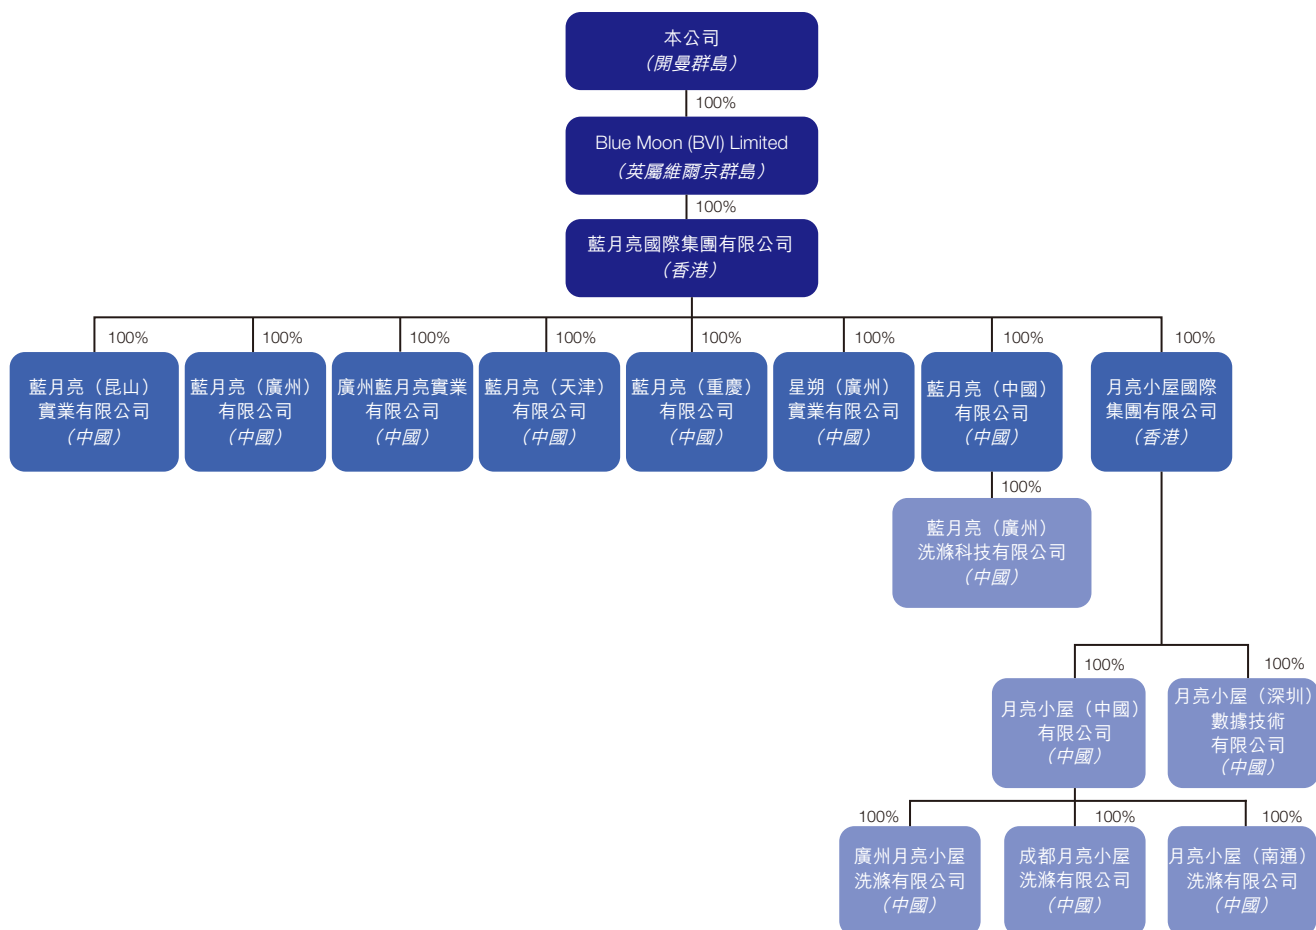 本公司
（開曼群島）
100%
Blue Moon (BVI) Limited
（英屬維爾京群島）
100%
藍月亮國際集團有限公司
（香港）
100%
100%
100%
100%
100%
100%
100%
100%
藍月亮（昆山）
實業有限公司
（中國）
藍月亮（廣州）
有限公司
（中國）
廣州藍月亮實業
有限公司
（中國）
藍月亮（天津）
有限公司
（中國）
藍月亮（重慶）
有限公司
（中國）
星朔（廣州）
實業有限公司
（中國）
藍月亮（中國）
有限公司
（中國）
月亮小屋國際
集團有限公司
（香港）
100%
藍月亮（廣州）
洗滌科技有限公司
（中國）
100%
100%
月亮小屋（中國）
有限公司
（中國）
月亮小屋（深圳）
數據技術
有限公司
（中國）
100%
100%
100%
廣州月亮小屋
洗滌有限公司
（中國）
成都月亮小屋
洗滌有限公司
（中國）
月亮小屋（南通）
洗滌有限公司
（中國）